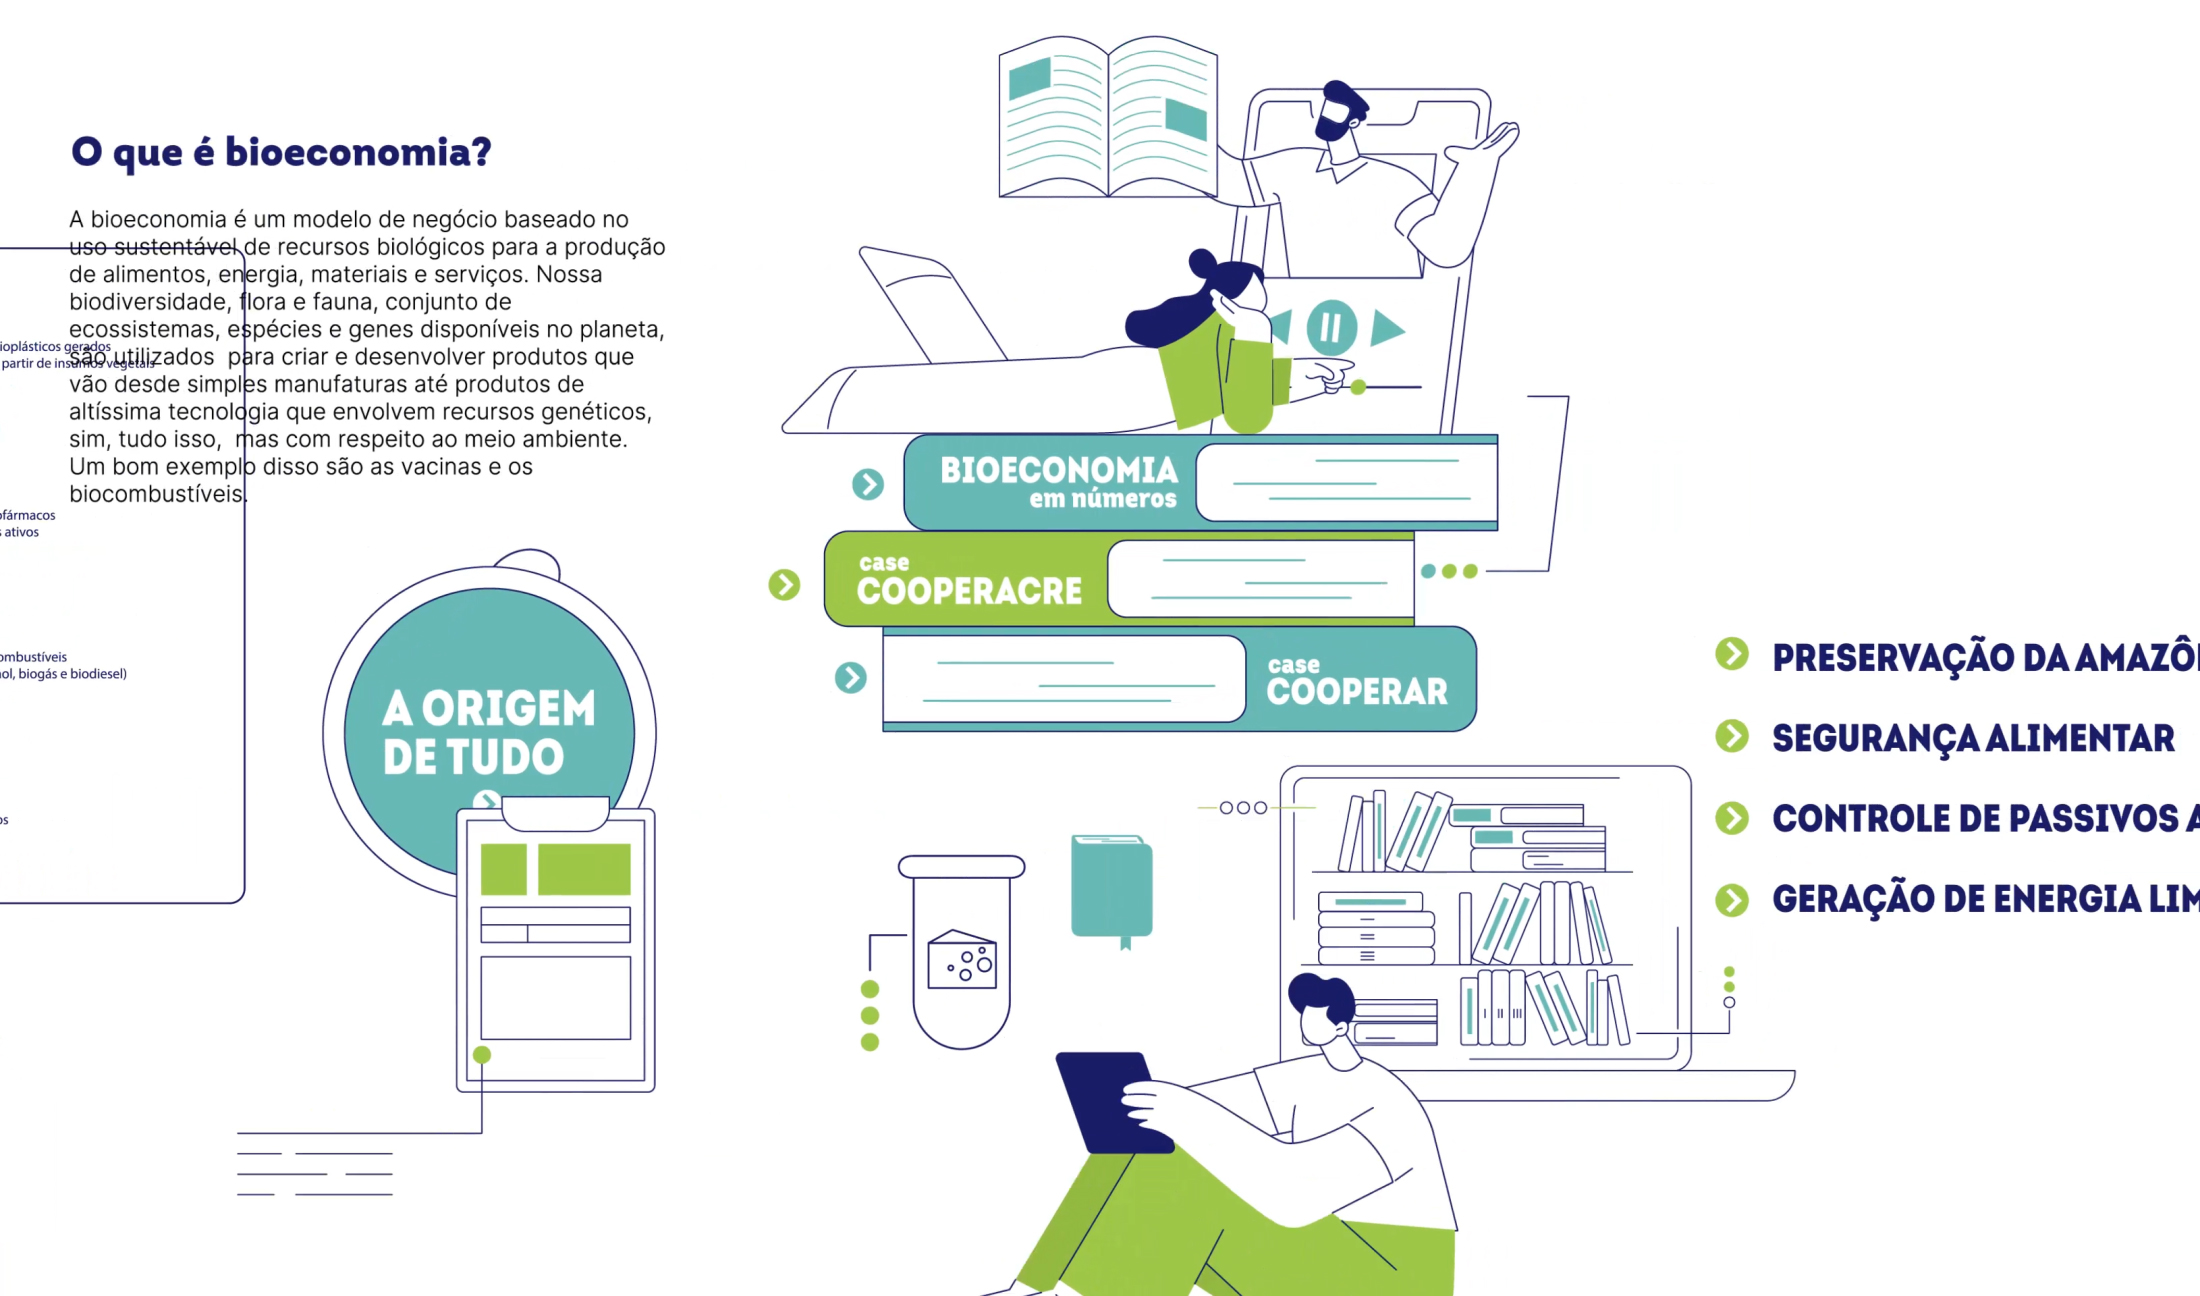 O que é bioeconomia?
A bioeconomia é um modelo de negócio baseado no
uso sustentável de recursos biológicos para a produção
de alimentos, energia, materiais e serviços. Nossa
biodiversidade, flora e fauna, conjunto de
ecossistemas, espécies e genes disponíveis no planeta,
são utilizados  para criar e desenvolver produtos que
vão desde simples manufaturas até produtos de
altíssima tecnologia que envolvem recursos genéticos,
sim, tudo isso,  mas com respeito ao meio ambiente.
Um bom exemplo disso são as vacinas e os
biocombustíveis.
ioplásticos gerados
partir de insumos vegetais
ofármacos
s ativos
ombustíveis
ol, biogás e biodiesel)
os
A ORIGEM
DE TUDO
BIOECONOMIA
em números
case
COOPERACRE
case
COOPERAR
PRESERVAÇÃO DA AMAZÔ
SEGURANÇA ALIMENTAR
CONTROLE DE PASSIVOS A
GERAÇÃO DE ENERGIA LIM